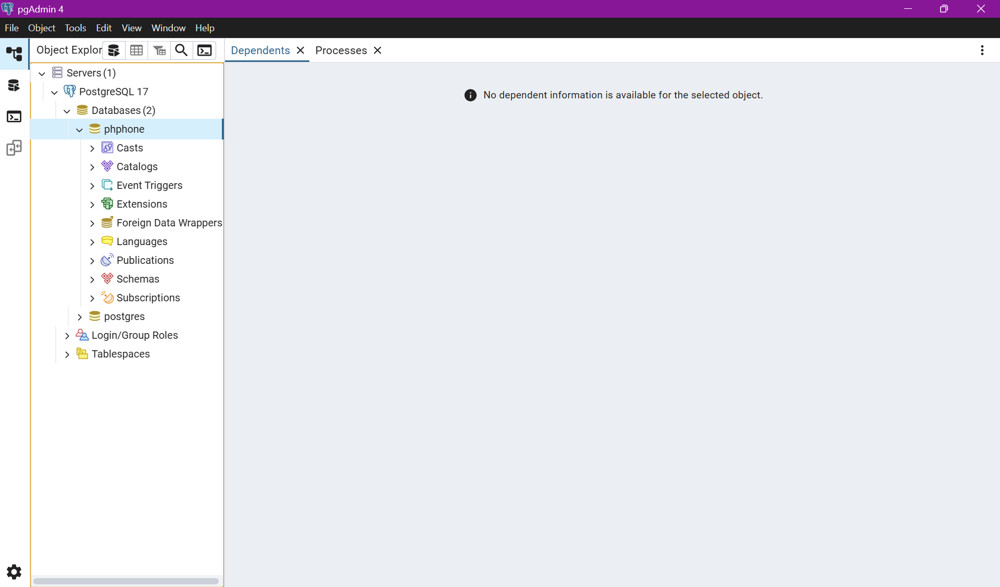 pgAdmin 4
File Object Tools Edit View Window Help
Object Explor
Dependents Processes
Servers (1)
PostgreSQL 17
Databases (2)
phphone
Casts
Catalogs
Event Triggers
Extensions
Foreign Data Wrappers
Languages
Publications
Schemas
Subscriptions
postgres
Login/Group Roles
Tablespaces
No dependent information is available for the selected object.